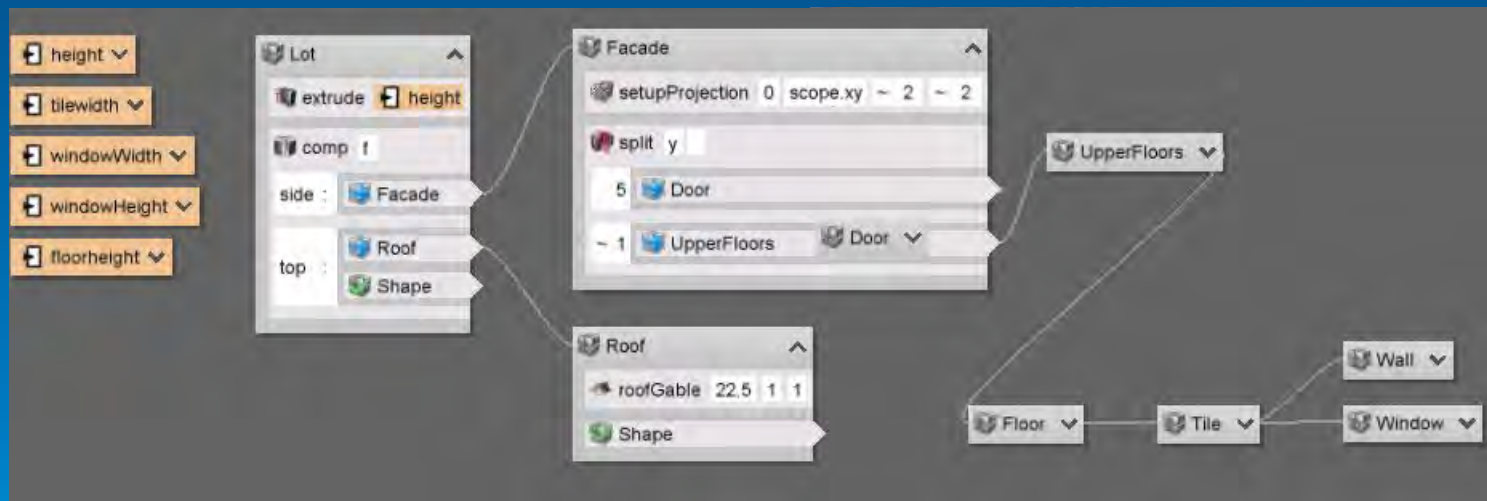 height
tilewidth
windowWidth
windowHeight
floorheight
Lot
extrude height
comp f
side : Facade
top : Roof
Shape
Facade
setupProjection 0 scope.xy ~ 2 ~ 2
split y
5 Door
~ 1 UpperFloors
Door
Roof
roofGable 22.5 1 1
Shape
UpperFloors
Floor
Tile
Wall
Window